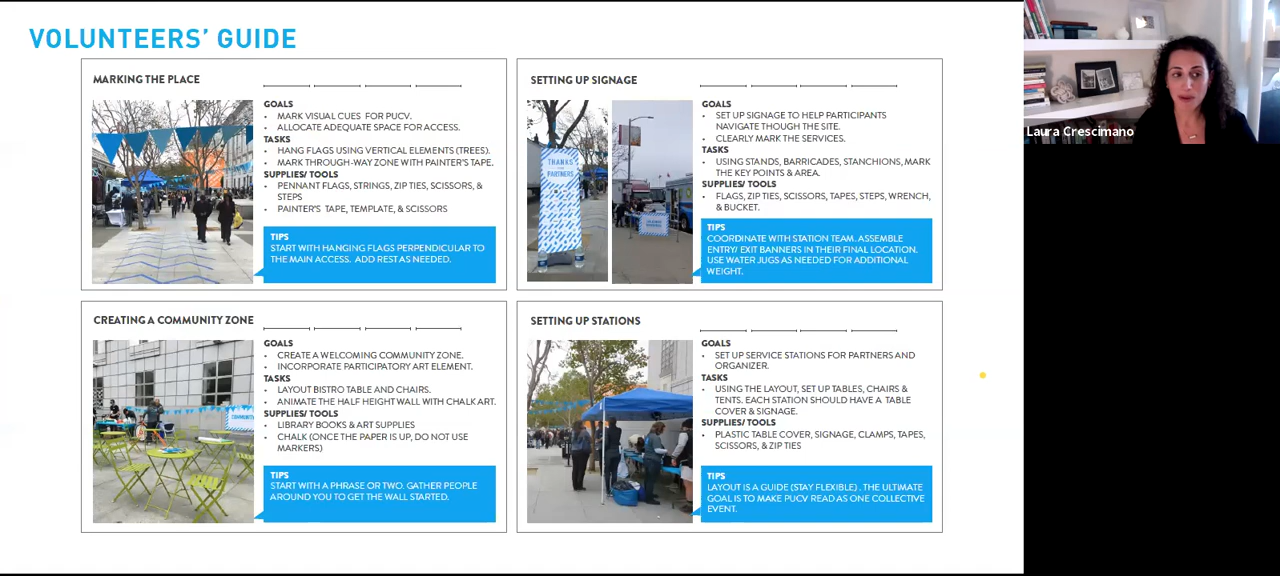 VOLUNTEERS' GUIDE
MARKING THE PLACE
GOALS
• MARK VISUAL CUES FOR PUCV.
• ALLOCATE ADEQUATE SPACE FOR ACCESS.
TASKS
• HANG FLAGS USING VERTICAL ELEMENTS (TREES).
• MARK THROUGH-WAY ZONE WITH PAINTER'S TAPE.
SUPPLIES/ TOOLS
• PENNANT FLAGS, STRINGS, ZIP TIES, SCISSORS, &
STEPS
• PAINTER'S TAPE, TEMPLATE, & SCISSORS
TIPS
START WITH HANGING FLAGS PERPENDICULAR TO
THE MAIN ACCESS. ADD REST AS NEEDED.
SETTING UP SIGNAGE
THANKS
PARTNERS
GOALS
• SET UP SIGNAGE TO HELP PARTICIPANTS
NAVIGATE THOUGH THE SITE.
• CLEARLY MARK THE SERVICES.
TASKS
• USING STANDS, BARRICADES, STANCHIONS, MARK
THE KEY POINTS & AREA.
SUPPLIES/ TOOLS
• FLAGS, ZIP TIES, SCISSORS, TAPES, STEPS, WRENCH,
& BUCKET.
TIPS
COORDINATE WITH STATION TEAM. ASSEMBLE
ENTRY/ EXIT BANNERS IN THEIR FINAL LOCATION.
USE WATER JUGS AS NEEDED FOR ADDITIONAL
WEIGHT.
CREATING A COMMUNITY ZONE
GOALS
• CREATE A WELCOMING COMMUNITY ZONE.
• INCORPORATE PARTICIPATORY ART ELEMENT.
TASKS
• LAYOUT BISTRO TABLE AND CHAIRS.
• ANIMATE THE HALF HEIGHT WALL WITH CHALK ART.
SUPPLIES/ TOOLS
• LIBRARY BOOKS & ART SUPPLIES
• CHALK (ONCE THE PAPER IS UP, DO NOT USE
MARKERS)
TIPS
START WITH A PHRASE OR TWO. GATHER PEOPLE
AROUND YOU TO GET THE WALL STARTED.
SETTING UP STATIONS
GOALS
• SET UP SERVICE STATIONS FOR PARTNERS AND
ORGANIZER.
TASKS
• USING THE LAYOUT, SET UP TABLES, CHAIRS &
TENTS. EACH STATION SHOULD HAVE A TABLE
COVER & SIGNAGE.
SUPPLIES/ TOOLS
• PLASTIC TABLE COVER, SIGNAGE, CLAMPS, TAPES,
SCISSORS, & ZIP TIES
TIPS
LAYOUT IS A GUIDE (STAY FLEXIBLE) . THE ULTIMATE
GOAL IS TO MAKE PUCV READ AS ONE COLLECTIVE
EVENT.
Laura Crescimano